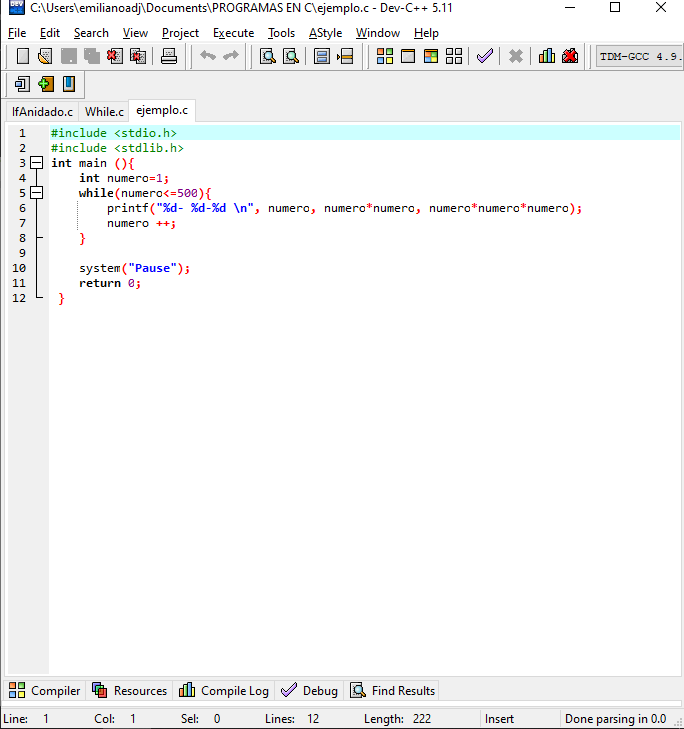 C:\Users\emilianoadj\Documents\PROGRAMAS EN C\ejemplo.c - Dev-C++ 5.11
File Edit Search View Project Execute Tools AStyle Window Help
TDM-GCC 4.9.
IfAnidado.c While.c ejemplo.c
1 #include <stdio.h>
2 #include <stdlib.h>
3 int main (){
4 int numero=1;
5 while(numero<=500){
6 printf("%d- %d-%d \n", numero, numero*numero, numero*numero*numero);
7 numero ++;
8 }
9
10 system("Pause");
11 return 0;
12 }
Compiler Resources Compile Log Debug Find Results
Line: 1 Col: 1 Sel: 0 Lines: 12 Length: 222 Insert Done parsing in 0.0